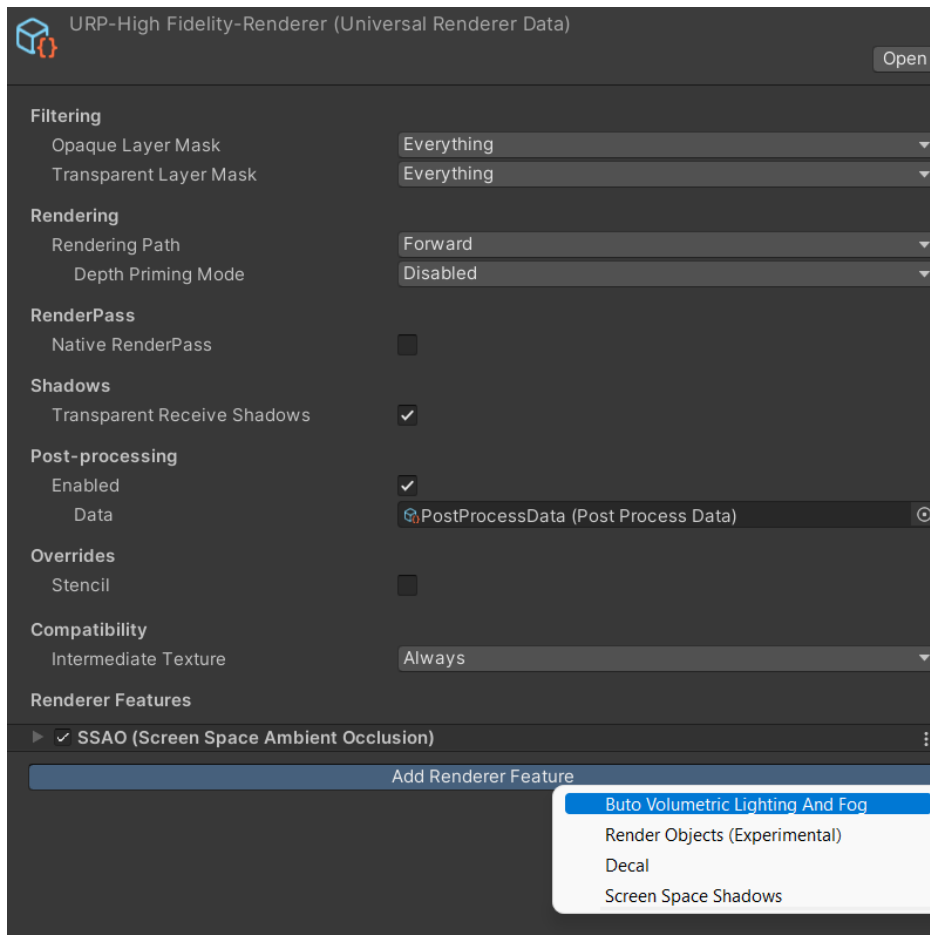 URP-High Fidelity-Renderer (Universal Renderer Data)
Open
Filtering
Opaque Layer Mask Everything
Transparent Layer Mask Everything
Rendering
Rendering Path Forward
Depth Priming Mode Disabled
RenderPass
Native RenderPass
Shadows
Transparent Receive Shadows
Post-processing
Enabled
Data PostProcessData (Post Process Data)
Overrides
Stencil
Compatibility
Intermediate Texture Always
Renderer Features
SSAO (Screen Space Ambient Occlusion)
Add Renderer Feature
Buto Volumetric Lighting And Fog
Render Objects (Experimental)
Decal
Screen Space Shadows